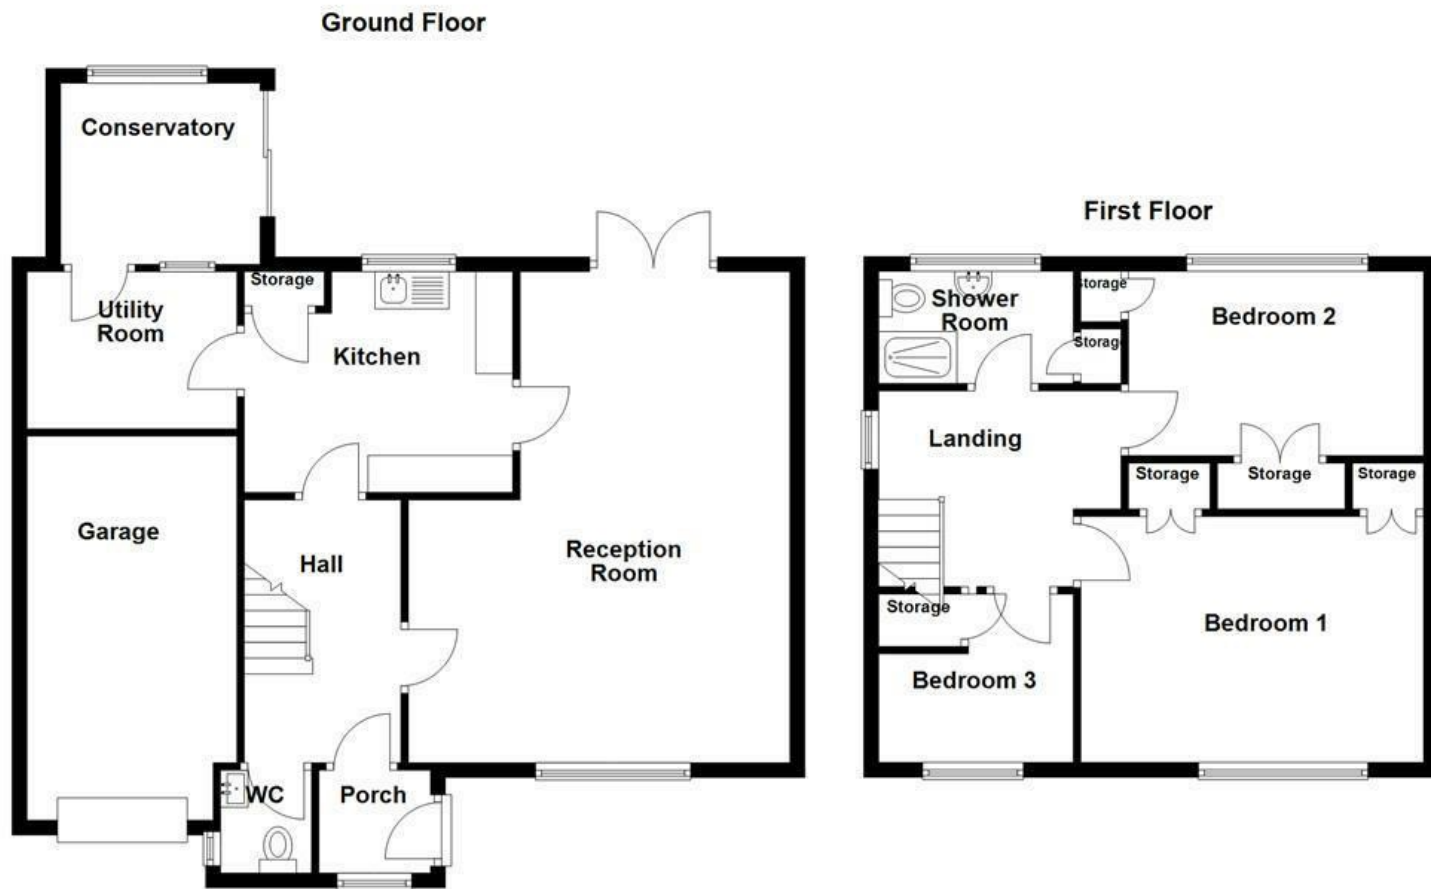 Ground Floor
Conservatory
Storage
Utility
Room
Kitchen
Garage
Hall
Reception
Room
WC
Porch
First Floor
Storage
Shower
Room
Bedroom 2
Storage
Landing
Storage
Storage
Storage
Storage
Bedroom 1
Bedroom 3